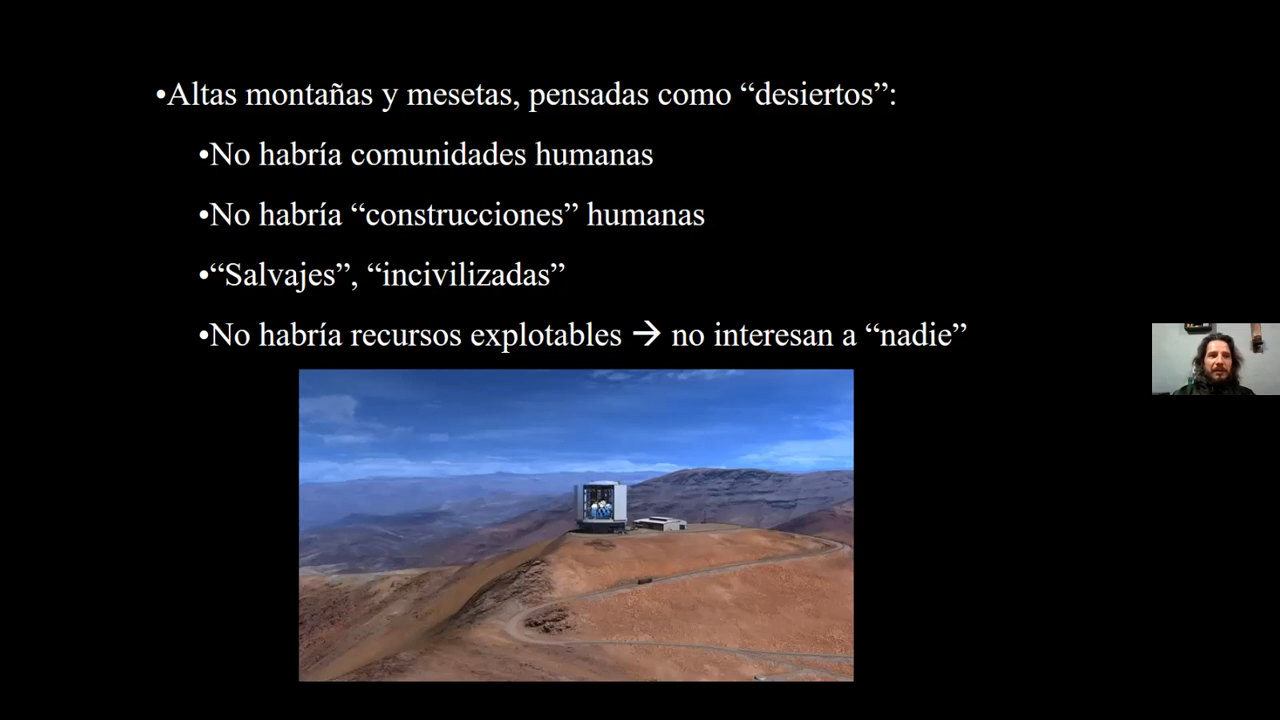 •Altas montañas y mesetas, pensadas como “desiertos”:
•No habría comunidades humanas
•No habría “construcciones” humanas
•“Salvajes”, “incivilizadas”
•No habría recursos explotables → no interesan a “nadie”